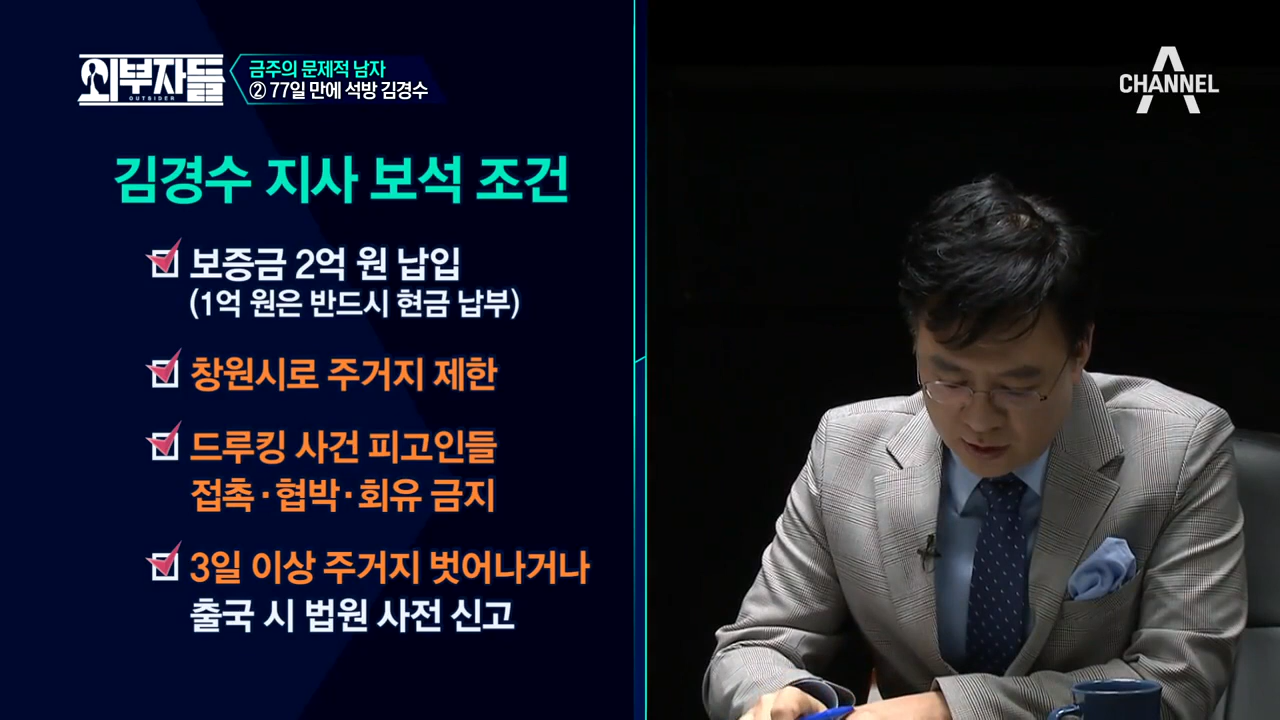 외부자들
OUTSIDER
금주의 문제적 남자
② 77일 만에 석방 김경수
CHANNEL A
김경수 지사 보석 조건
보증금 2억 원 납입
(1억 원은 반드시 현금 납부)
창원시로 주거지 제한
드루킹 사건 피고인들
접촉·협박·회유 금지
3일 이상 주거지 벗어나거나
출국 시 법원 사전 신고